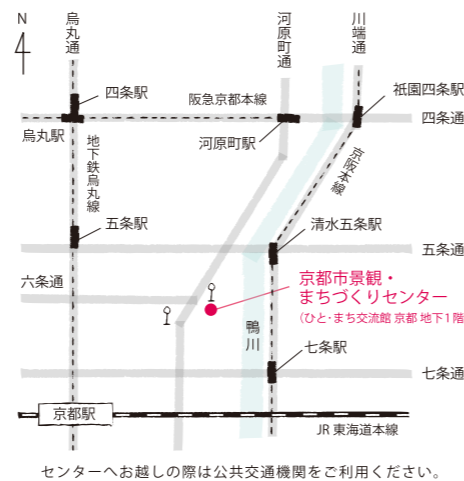 N
烏丸通
河原町通
川端通
四条駅
阪急京都本線
祇園四条駅
四条通
烏丸駅
河原町駅
地下鉄烏丸線
京阪本線
五条駅
清水五条駅
五条通
六条通
京都市景観・
まちづくりセンター
(ひと・まち交流館 京都 地下1階
鴨川
七条駅
七条通
京都駅
JR 東海道本線
センターへお越しの際は公共交通機関をご利用ください。